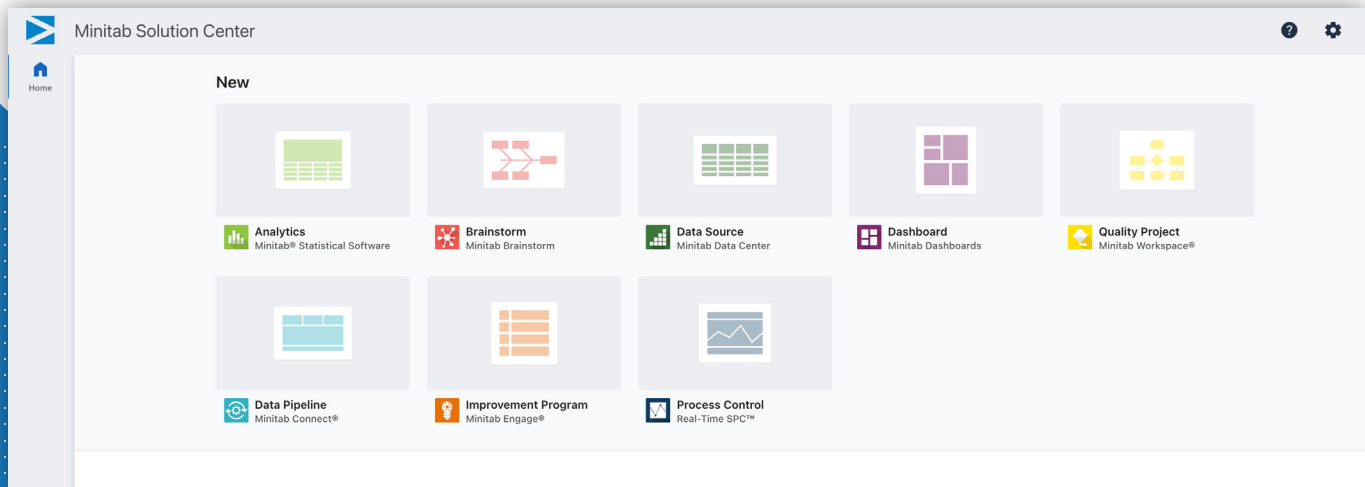 Minitab Solution Center
?
Home
New
Analytics
Minitab® Statistical Software
Brainstorm
Minitab Brainstorm
Data Source
Minitab Data Center
Dashboard
Minitab Dashboards
Quality Project
Minitab Workspace®
Data Pipeline
Minitab Connect®
Improvement Program
Minitab Engage®
Process Control
Real-Time SPC™